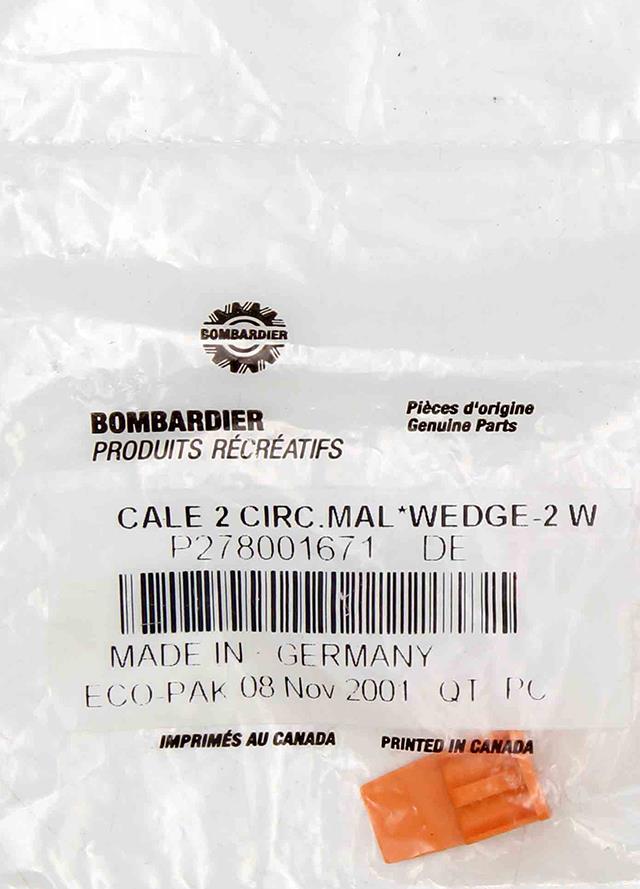 BOMBARDIER
BOMBARDIER
PRODUITS RÉCRÉATIFS
Pièces d'origine
Genuine Parts
CALE 2 CIRC.MAL*WEDGE-2 W
P278001671 DE
MADE IN GERMANY
ECO-PAK 08 Nov 2001 QT PC
IMPRIMÉS AU CANADA
PRINTED IN CANADA